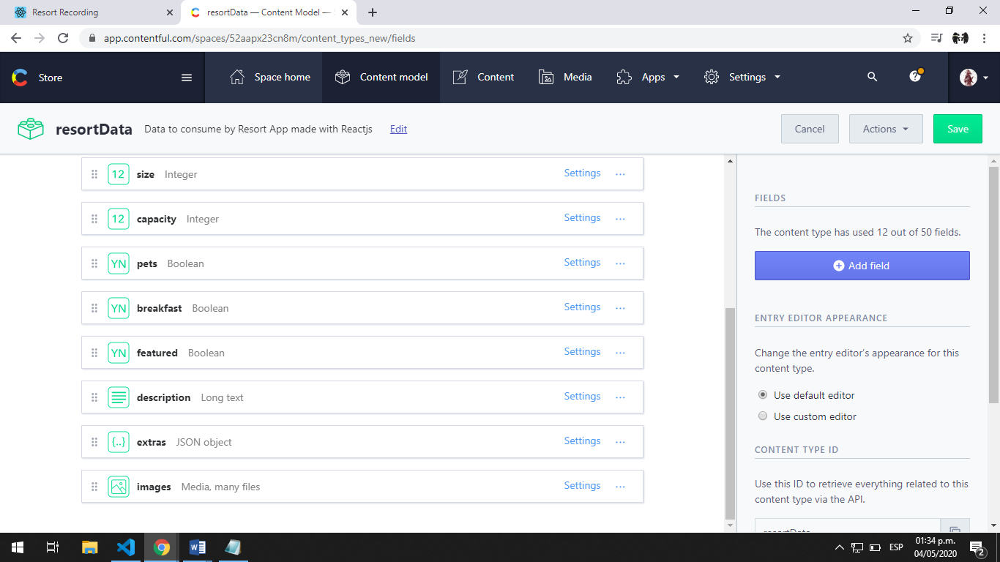 Resort Recording
resortData — Content Model —
app.contentful.com/spaces/52aapx23cn8m/content_types_new/fields
Store
Space home
Content model
Content
Media
Apps
Settings
resortData
Data to consume by Resort App made with Reactjs
Edit
Cancel
Actions
Save
12 size Integer Settings
12 capacity Integer Settings
YN pets Boolean Settings
YN breakfast Boolean Settings
YN featured Boolean Settings
description Long text Settings
{..} extras JSON object Settings
images Media, many files Settings
FIELDS
The content type has used 12 out of 50 fields.
Add field
ENTRY EDITOR APPEARANCE
Change the entry editor's appearance for this
content type.
Use default editor
Use custom editor
CONTENT TYPE ID
Use this ID to retrieve everything related to this
content type via the API.
resortData
ESP
01:34 p.m.
04/05/2020
2